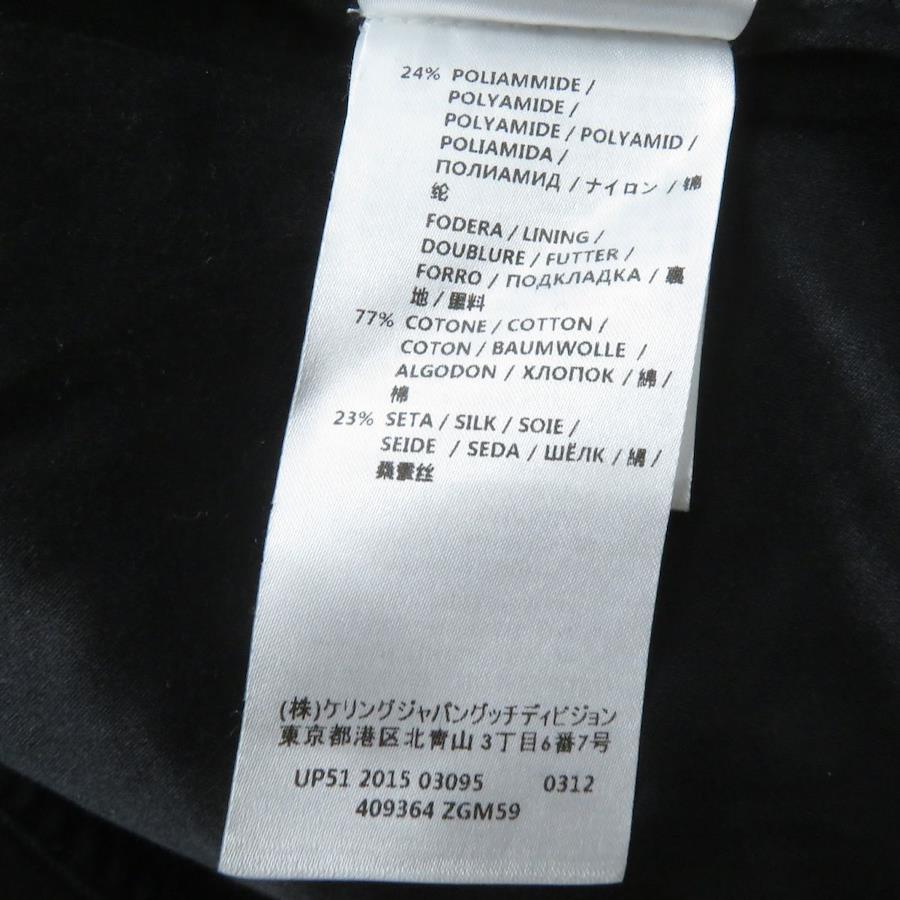 24% POLIAMMIDE /
POLYAMIDE /
POLYAMIDE / POLYAMID /
POLIAMIDA /
ПОЛИАМИД / ナイロン / 锦
纶
FODERA / LINING /
DOUBLURE / FUTTER /
FORRO / ПОДКЛАДКА / 裏
地 / 里料
77% COTONE / COTTON /
COTON / BAUMWOLLE /
ALGODON / ХЛОПОК / 綿 /
棉
23% SETA / SILK / SOIE /
SEIDE / SEDA / ШЁЛК / 絹 /
桑蚕丝
(株)ケリングジャパングッチディビジョン
東京都港区北青山 3丁目6番7号
UP51 2015 03095 0312
409364 ZGM59